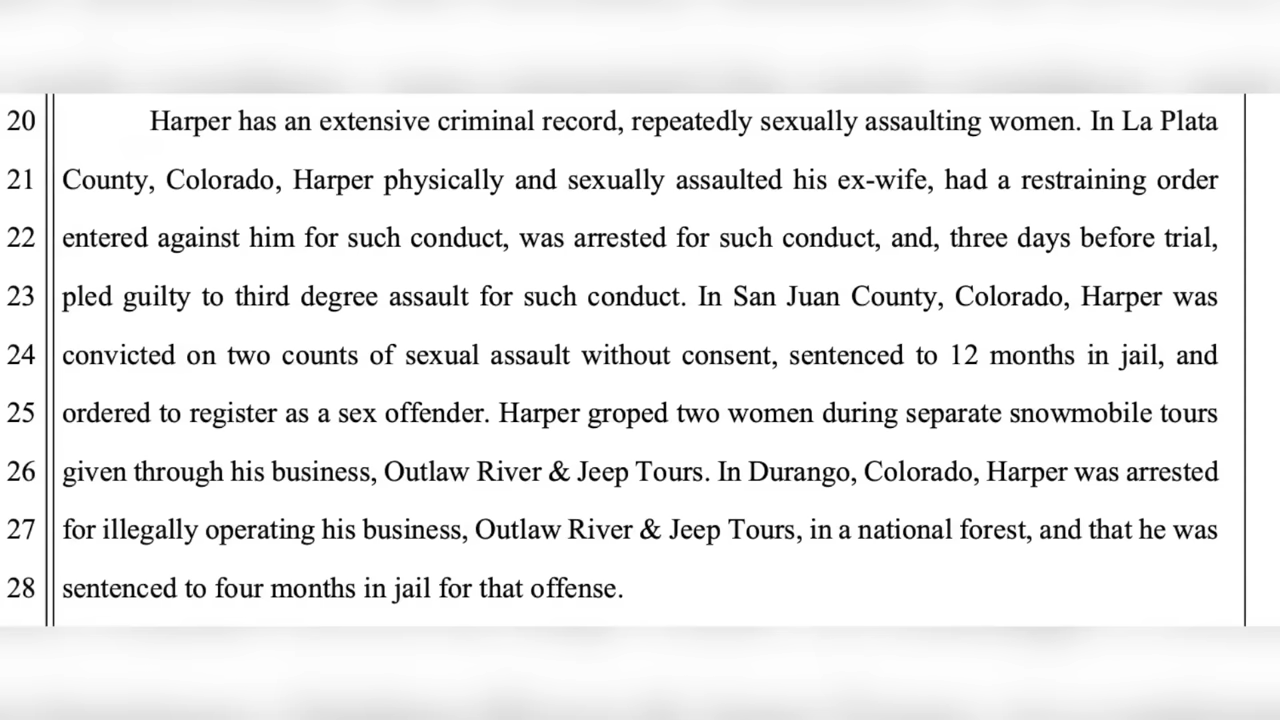 20 Harper has an extensive criminal record, repeatedly sexually assaulting women. In La Plata
21 County, Colorado, Harper physically and sexually assaulted his ex-wife, had a restraining order
22 entered against him for such conduct, was arrested for such conduct, and, three days before trial,
23 pled guilty to third degree assault for such conduct. In San Juan County, Colorado, Harper was
24 convicted on two counts of sexual assault without consent, sentenced to 12 months in jail, and
25 ordered to register as a sex offender. Harper groped two women during separate snowmobile tours
26 given through his business, Outlaw River & Jeep Tours. In Durango, Colorado, Harper was arrested
27 for illegally operating his business, Outlaw River & Jeep Tours, in a national forest, and that he was
28 sentenced to four months in jail for that offense.